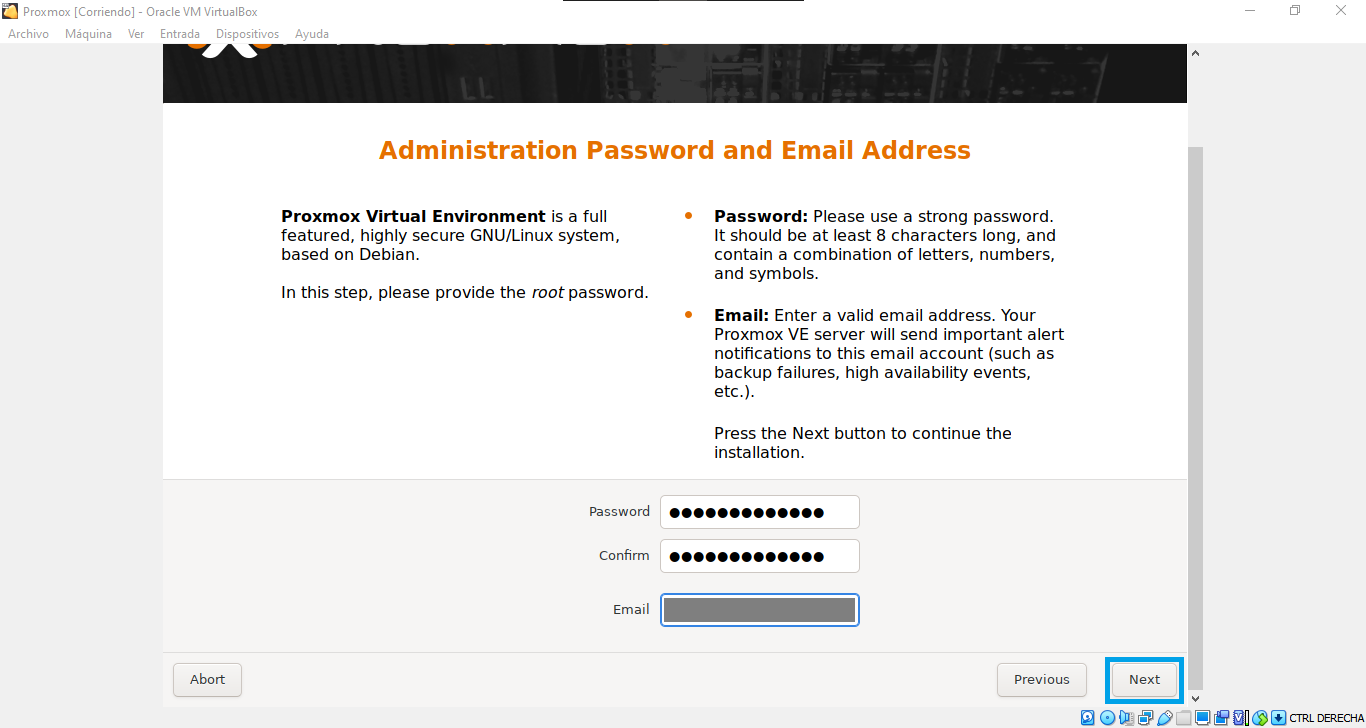 Proxmox [Corriendo] - Oracle VM VirtualBox
Archivo Máquina Ver Entrada Dispositivos Ayuda
Administration Password and Email Address
Proxmox Virtual Environment is a full
featured, highly secure GNU/Linux system,
based on Debian.
In this step, please provide the root password.
Password: Please use a strong password.
It should be at least 8 characters long, and
contain a combination of letters, numbers,
and symbols.
Email: Enter a valid email address. Your
Proxmox VE server will send important alert
notifications to this email account (such as
backup failures, high availability events,
etc.).
Press the Next button to continue the
installation.
Password ●●●●●●●●●●●●●
Confirm ●●●●●●●●●●●●●
Email
Abort Previous Next
CTRL DERECHA